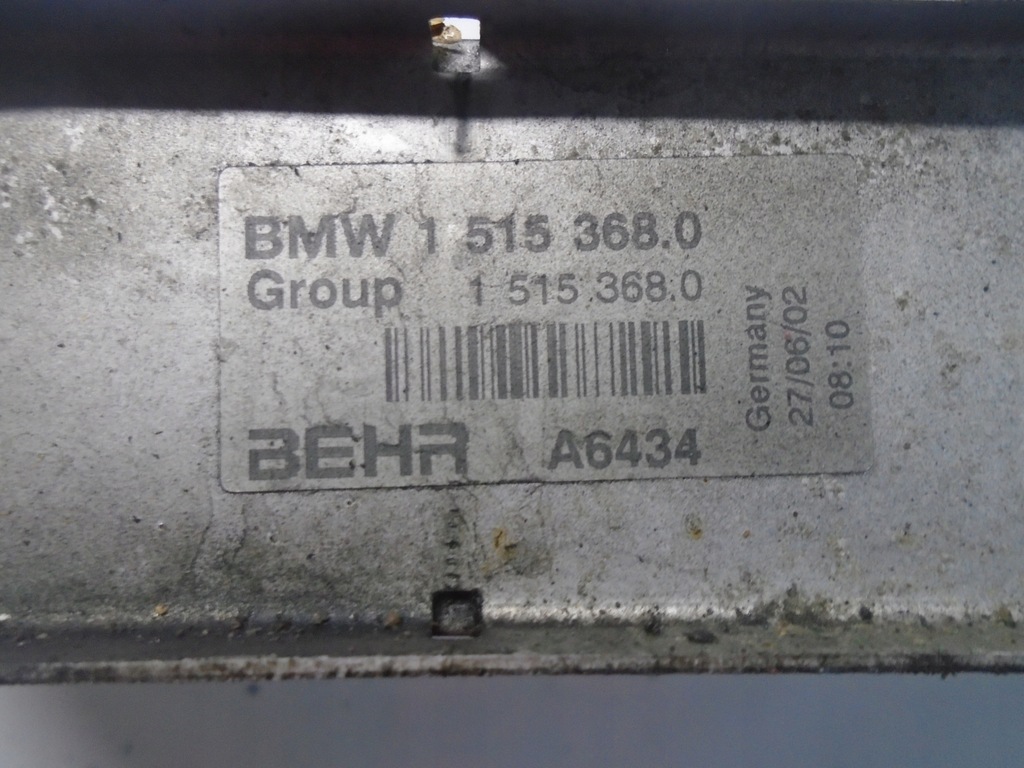 BMW 1 515 368.0
Group 1 515 368.0
BEHR A6434
Germany
27/06/02
08:10